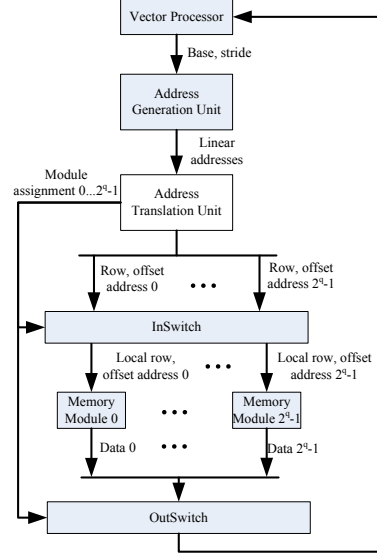 Vector Processor
Base, stride
Address
Generation Unit
Linear
addresses
Module
assignment 0...2^q-1
Address
Translation Unit
Row, offset
address 0
• • •
Row, offset
address 2^q-1
InSwitch
Local row,
offset address 0
• • •
Local row, offset
address 2^q-1
Memory
Module 0
• • •
Memory
Module 2^q-1
Data 0
• • •
Data 2^q-1
OutSwitch